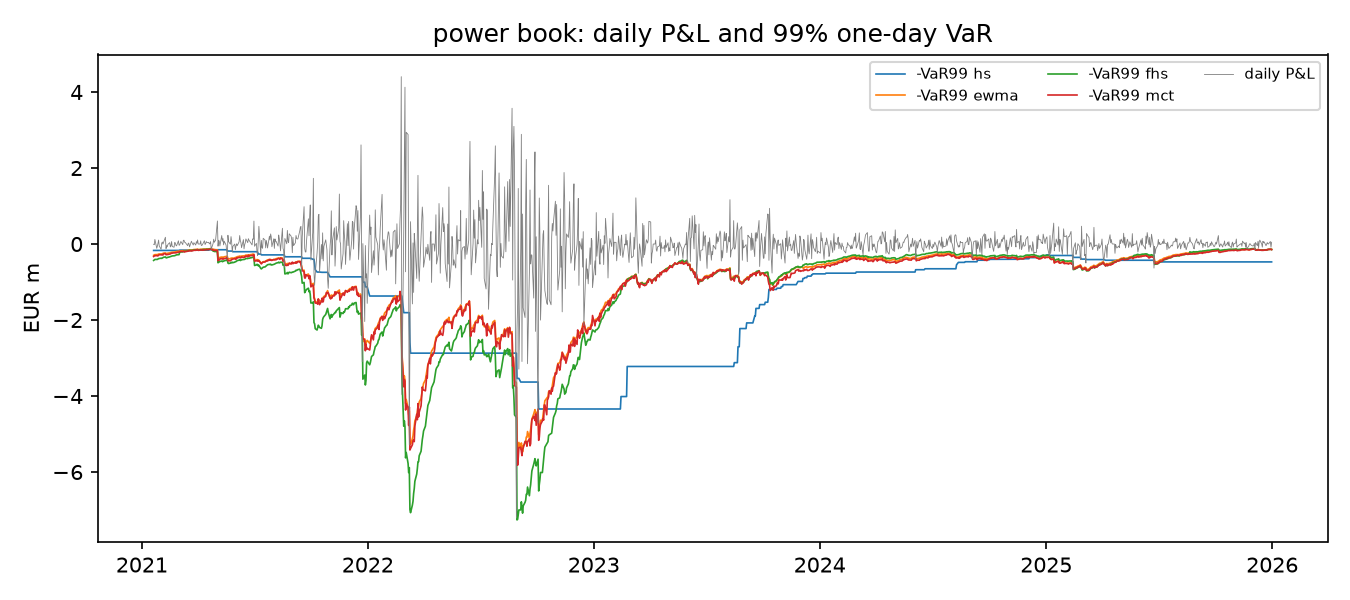 power book: daily P&L and 99% one-day VaR
-VaR99 hs
-VaR99 ewma
-VaR99 fhs
-VaR99 mct
daily P&L
EUR m
4
2
0
−2
−4
−6
2021
2022
2023
2024
2025
2026